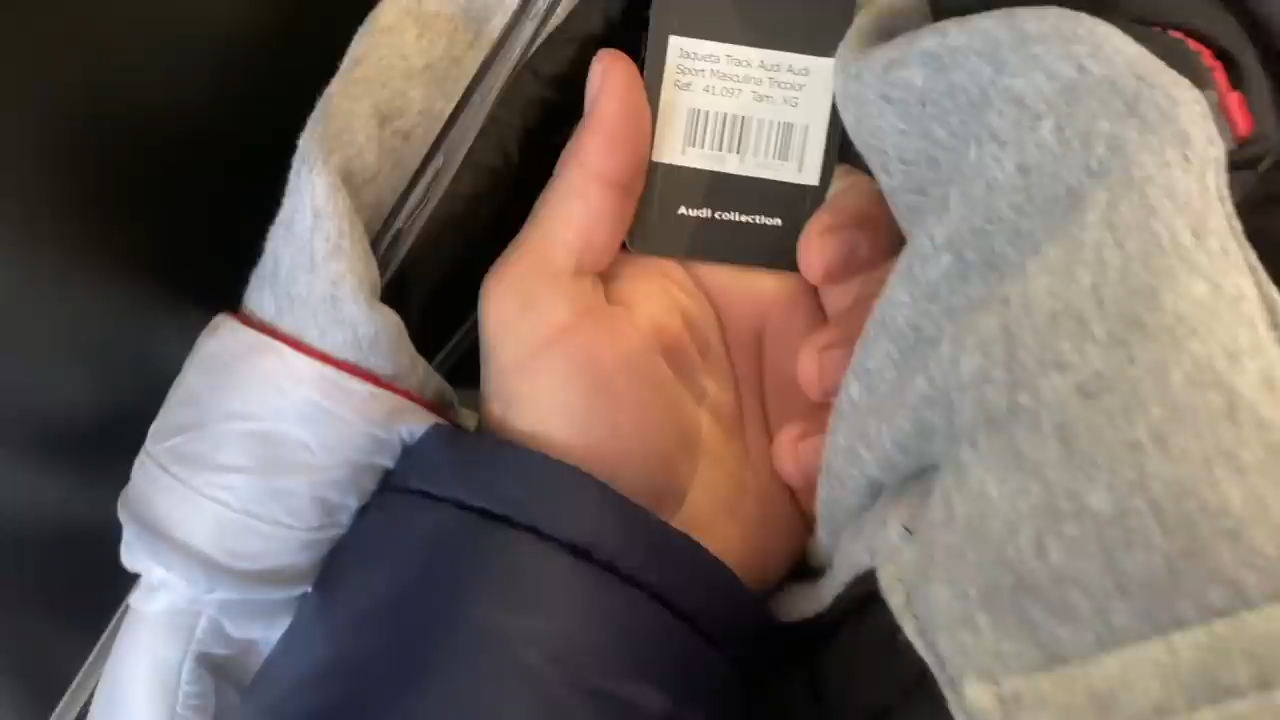 Jaqueta Track Audi Audi
Sport Masculina Tricolor
Ref. 41.097 Tam. XG
Audi collection